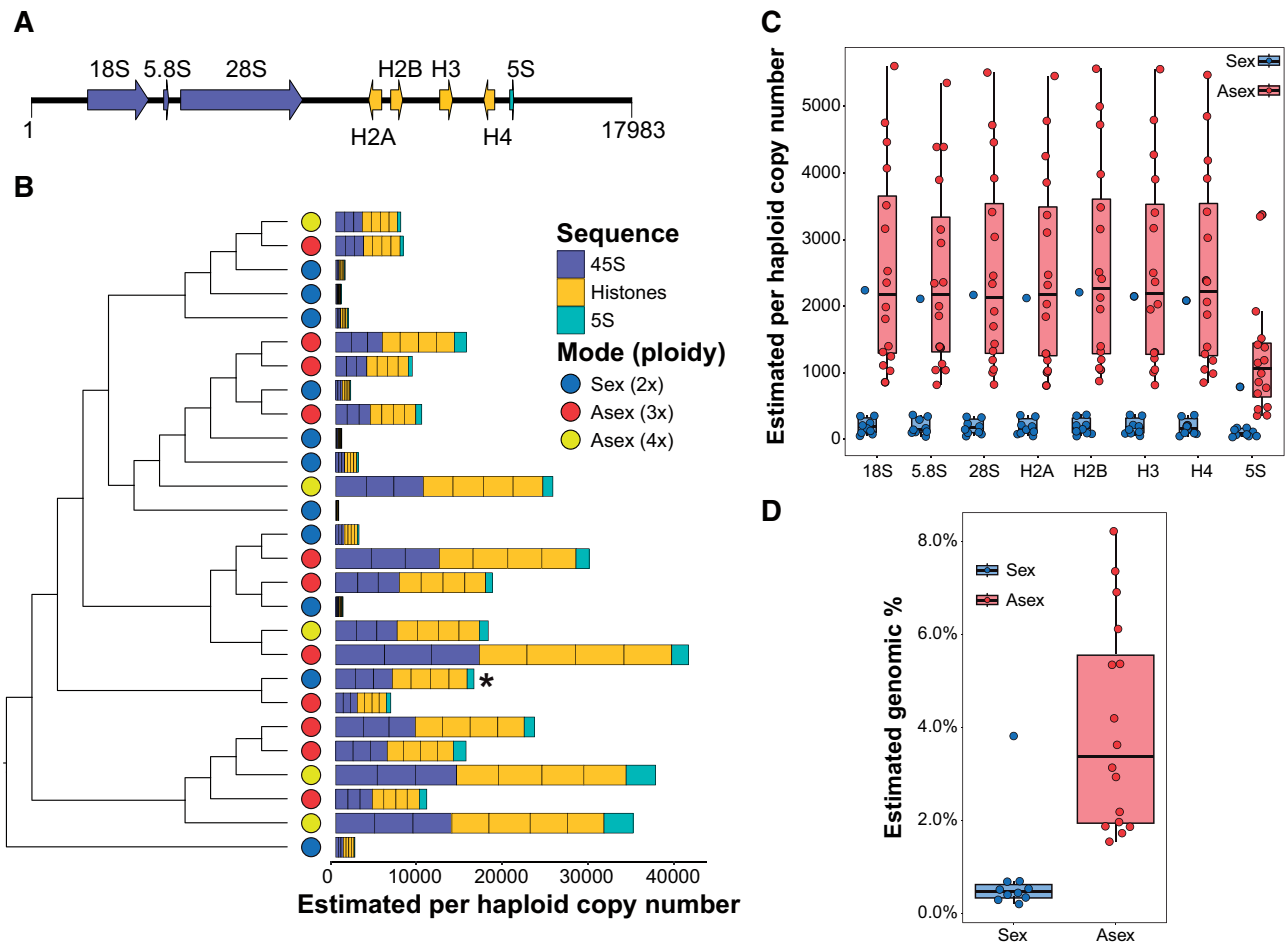 A
18S 5.8S 28S H2B H3 5S
1 H2A H4 17983
B
Sequence
45S
Histones
5S
Mode (ploidy)
Sex (2x)
Asex (3x)
Asex (4x)
*
0 10000 20000 30000 40000
Estimated per haploid copy number
C
Sex
Asex
Estimated per haploid copy number
5000
4000
3000
2000
1000
0
18S 5.8S 28S H2A H2B H3 H4 5S
D
Sex
Asex
Estimated genomic %
8.0%
6.0%
4.0%
2.0%
0.0%
Sex Asex